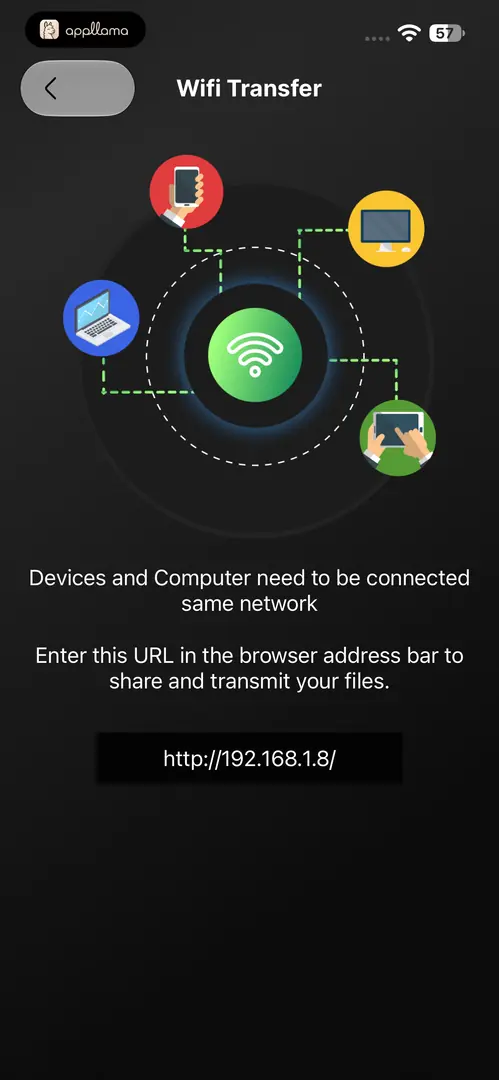 appllama
57
Wifi Transfer
Devices and Computer need to be connected
same network
Enter this URL in the browser address bar to
share and transmit your files.
http://192.168.1.8/